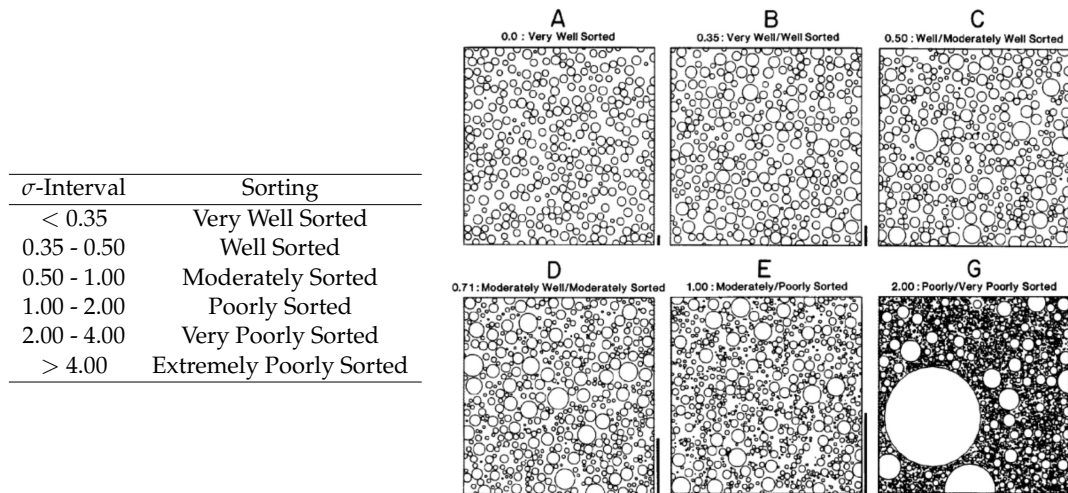 σ-Interval Sorting
< 0.35 Very Well Sorted
0.35 - 0.50 Well Sorted
0.50 - 1.00 Moderately Sorted
1.00 - 2.00 Poorly Sorted
2.00 - 4.00 Very Poorly Sorted
> 4.00 Extremely Poorly Sorted
A
0.0 : Very Well Sorted
B
0.35 : Very Well/Well Sorted
C
0.50 : Well/Moderately Well Sorted
D
0.71 : Moderately Well/Moderately Sorted
E
1.00 : Moderately/Poorly Sorted
G
2.00 : Poorly/Very Poorly Sorted